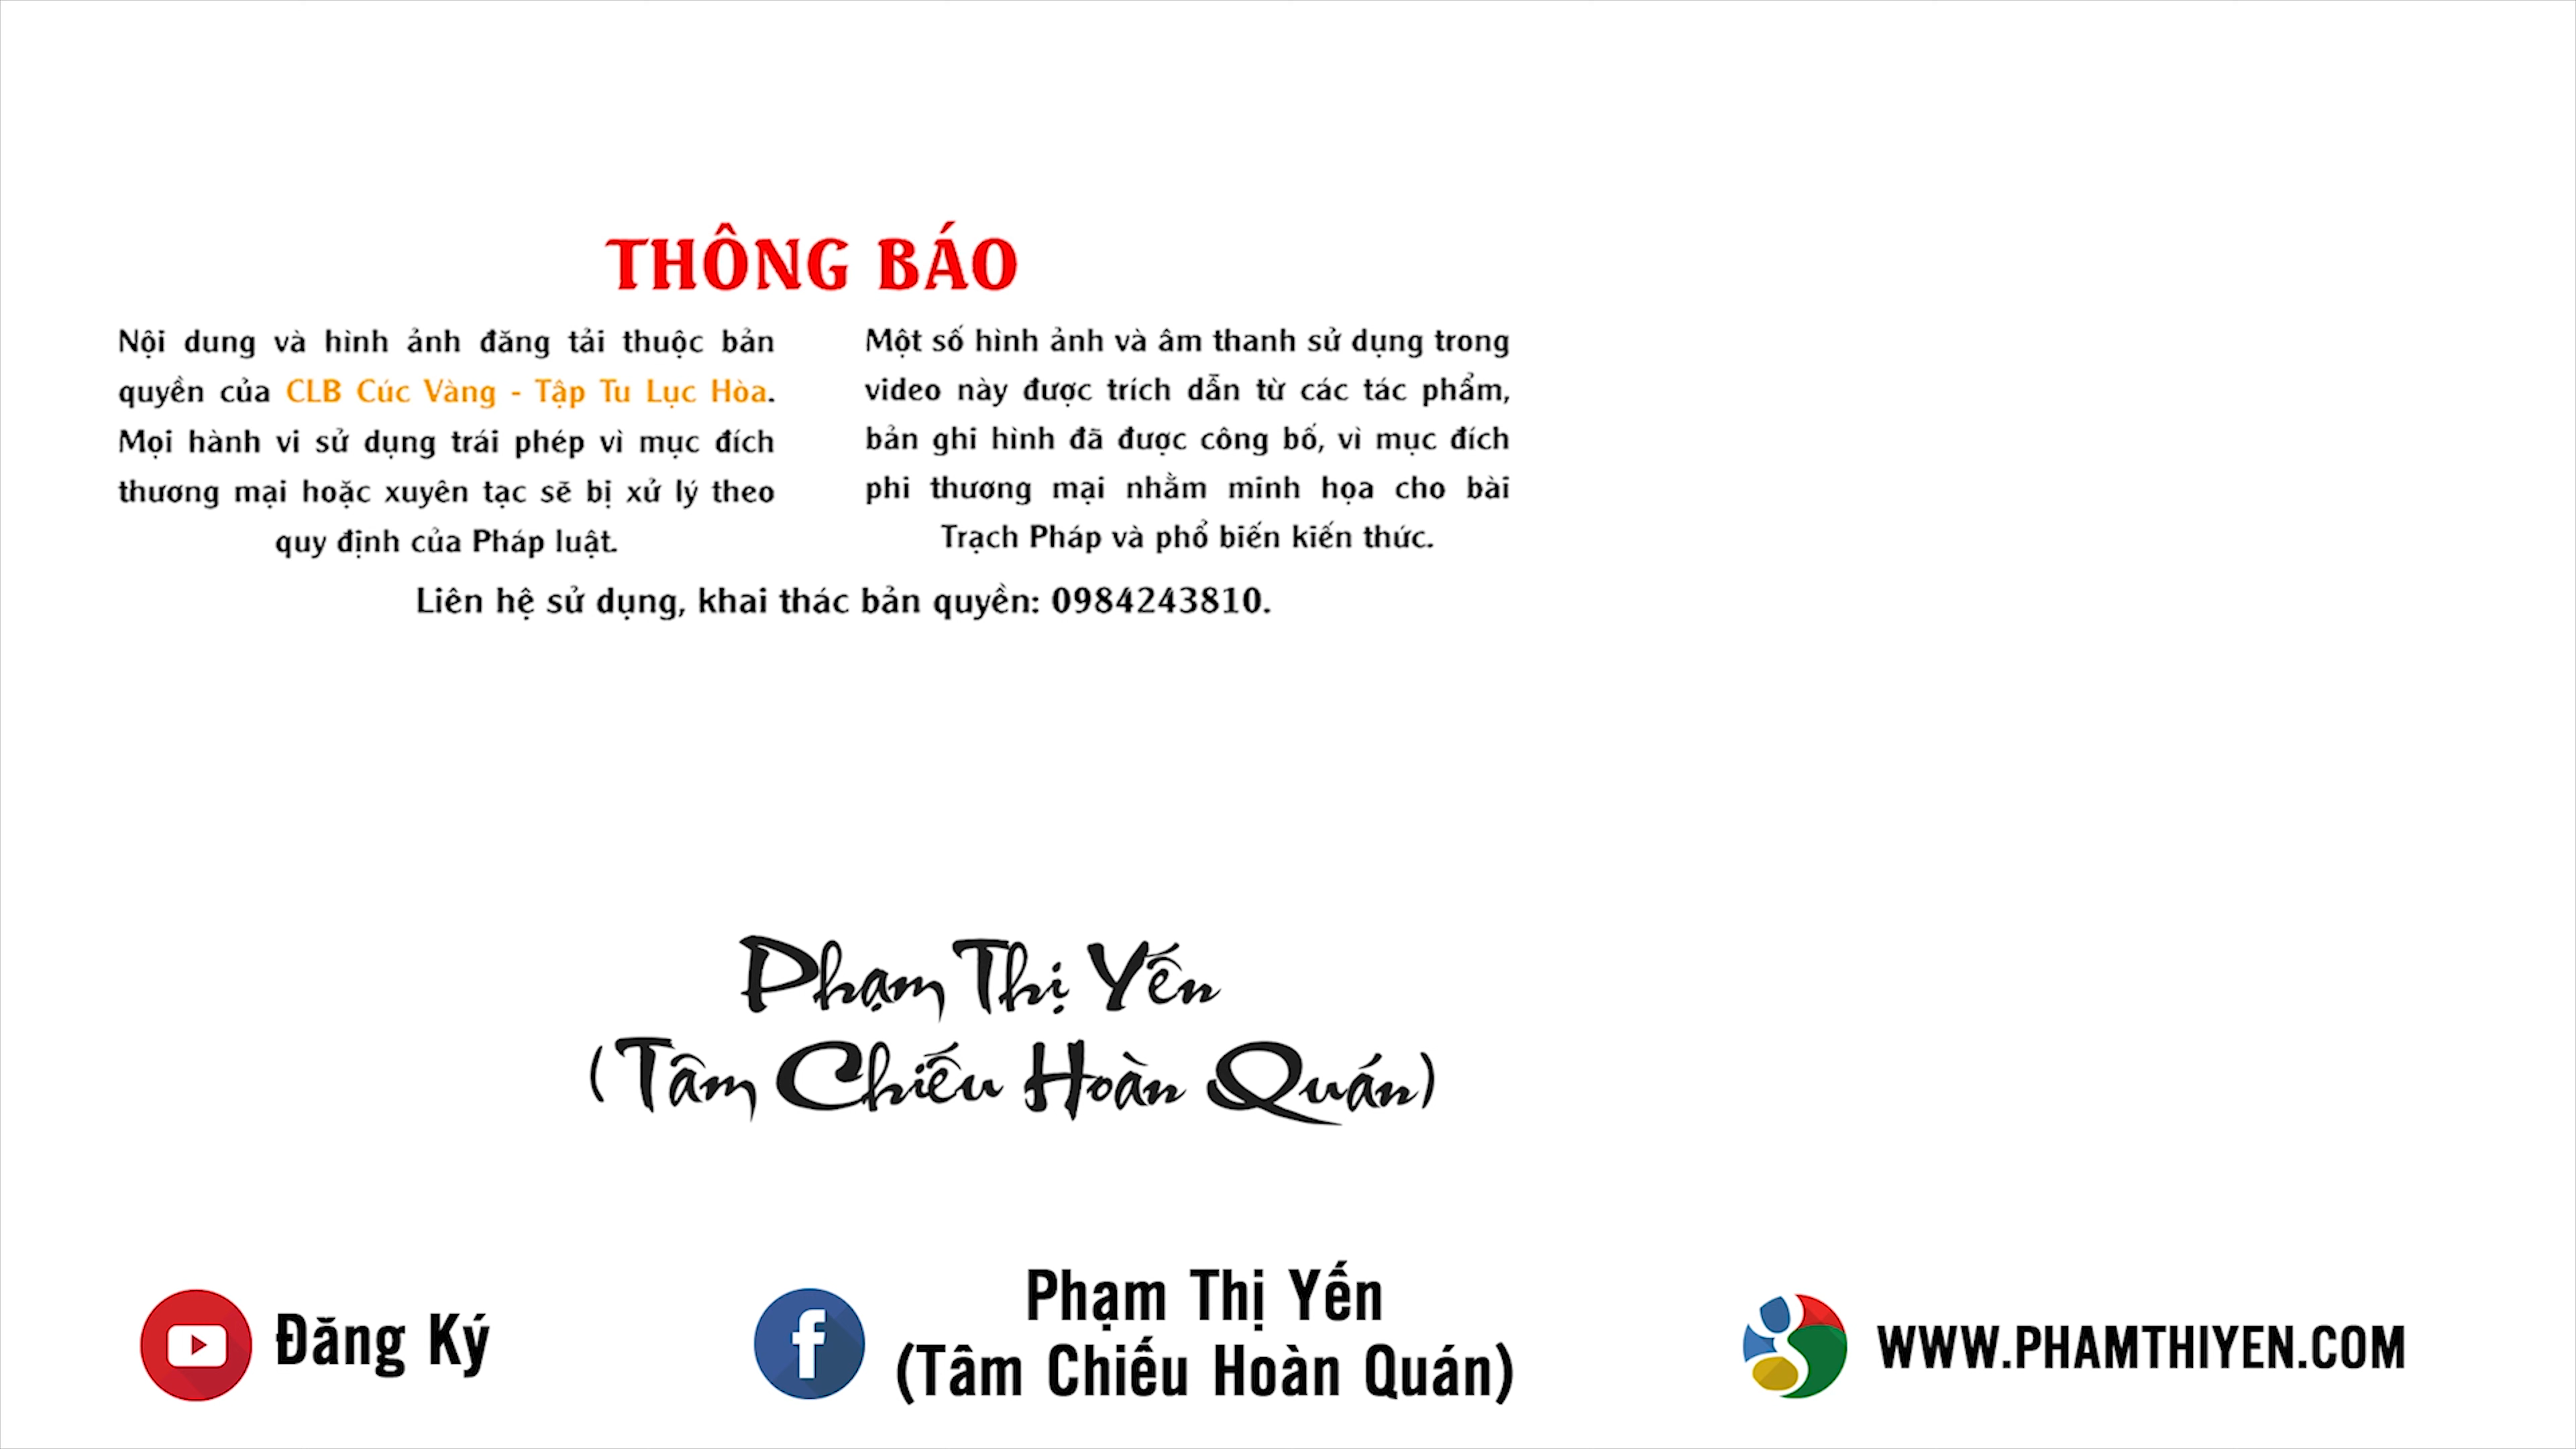 THÔNG BÁO
Nội dung và hình ảnh đăng tải thuộc bản
quyền của CLB Cúc Vàng - Tập Tu Lục Hòa.
Mọi hành vi sử dụng trái phép vì mục đích
thương mại hoặc xuyên tạc sẽ bị xử lý theo
quy định của Pháp luật.
Một số hình ảnh và âm thanh sử dụng trong
video này được trích dẫn từ các tác phẩm,
bản ghi hình đã được công bố, vì mục đích
phi thương mại nhằm minh họa cho bài
Trạch Pháp và phổ biến kiến thức.
Liên hệ sử dụng, khai thác bản quyền: 0984243810.
Phạm Thị Yến
(Tâm Chiếu Hoàn Quán)
Đăng Ký
Phạm Thị Yến
(Tâm Chiếu Hoàn Quán)
WWW.PHAMTHIYEN.COM